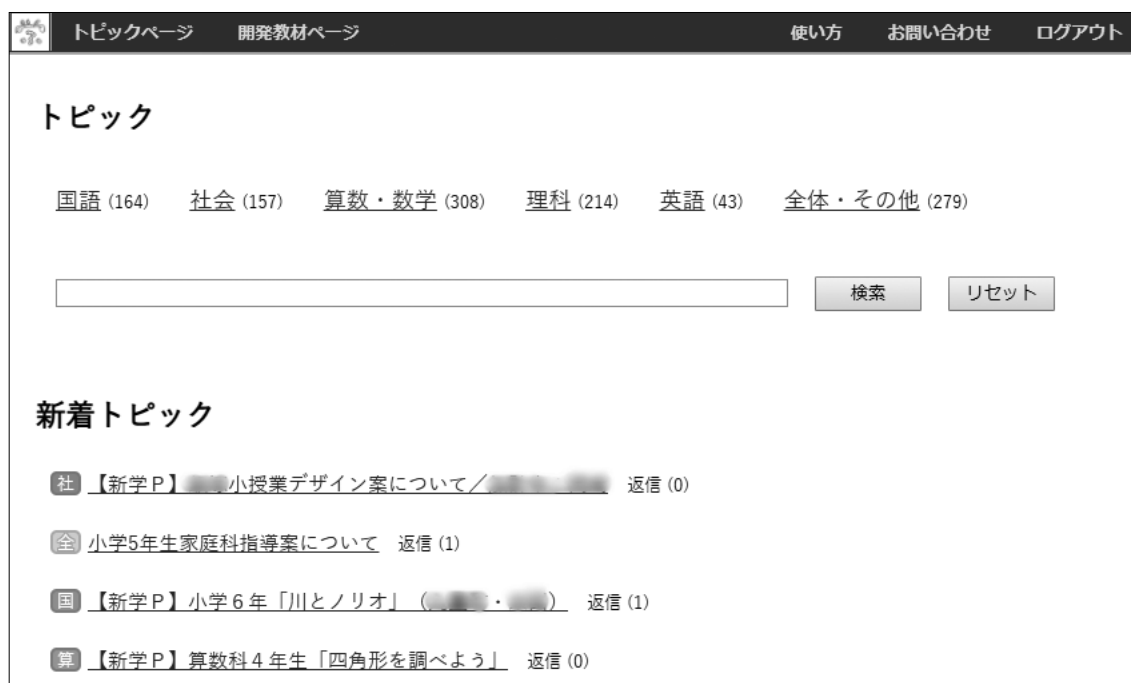 トピックページ 開発教材ページ 使い方 お問い合わせ ログアウト
トピック
国語 (164) 社会 (157) 算数・数学 (308) 理科 (214) 英語 (43) 全体・その他 (279)
検索 リセット
新着トピック
社 【新学P】小授業デザイン案について／ 返信 (0)
全 小学5年生家庭科指導案について 返信 (1)
国 【新学P】小学６年「川とノリオ」（・） 返信 (1)
算 【新学P】算数科４年生「四角形を調べよう」 返信 (0)